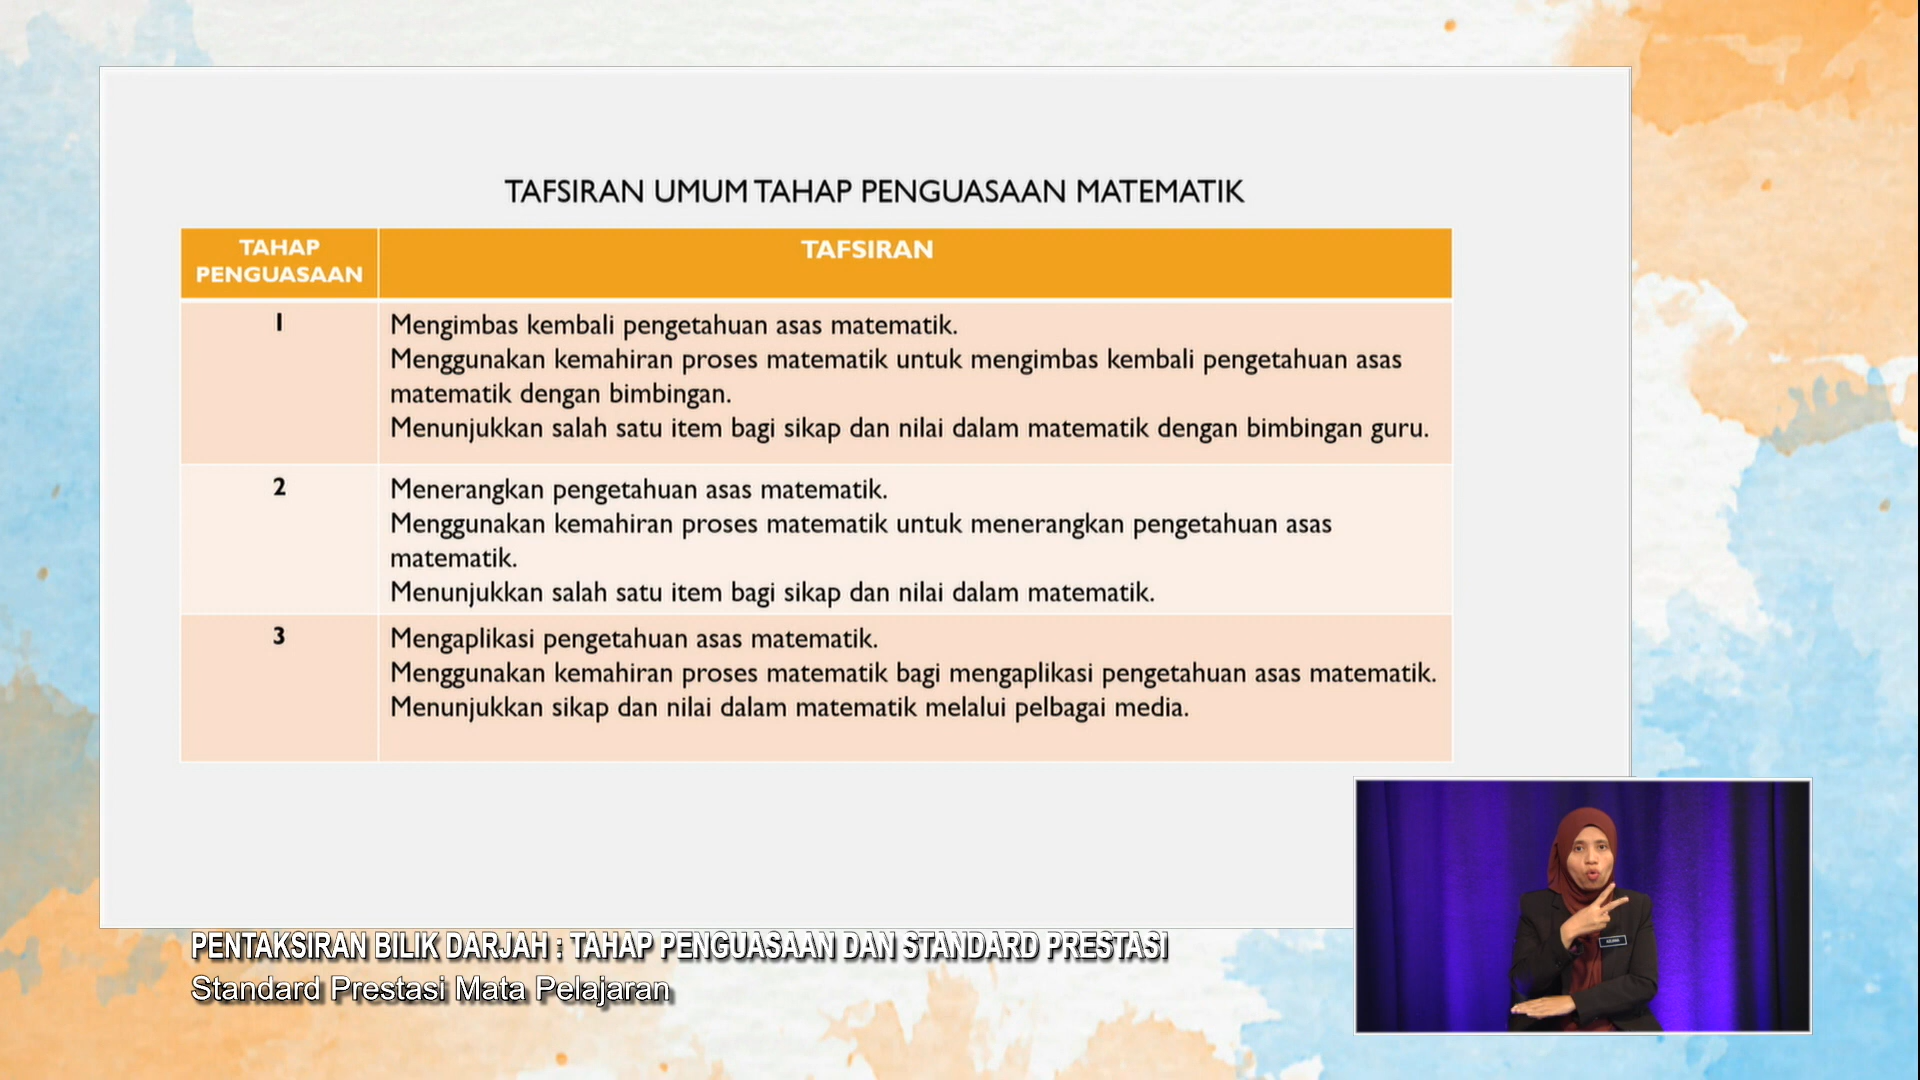 TAFSIRAN UMUM TAHAP PENGUASAAN MATEMATIK
TAHAP
PENGUASAAN
TAFSIRAN
1
Mengimbas kembali pengetahuan asas matematik.
Menggunakan kemahiran proses matematik untuk mengimbas kembali pengetahuan asas
matematik dengan bimbingan.
Menunjukkan salah satu item bagi sikap dan nilai dalam matematik dengan bimbingan guru.
2
Menerangkan pengetahuan asas matematik.
Menggunakan kemahiran proses matematik untuk menerangkan pengetahuan asas
matematik.
Menunjukkan salah satu item bagi sikap dan nilai dalam matematik.
3
Mengaplikasi pengetahuan asas matematik.
Menggunakan kemahiran proses matematik bagi mengaplikasi pengetahuan asas matematik.
Menunjukkan sikap dan nilai dalam matematik melalui pelbagai media.
PENTAKSIRAN BILIK DARJAH : TAHAP PENGUASAAN DAN STANDARD PRESTASI
Standard Prestasi Mata Pelajaran